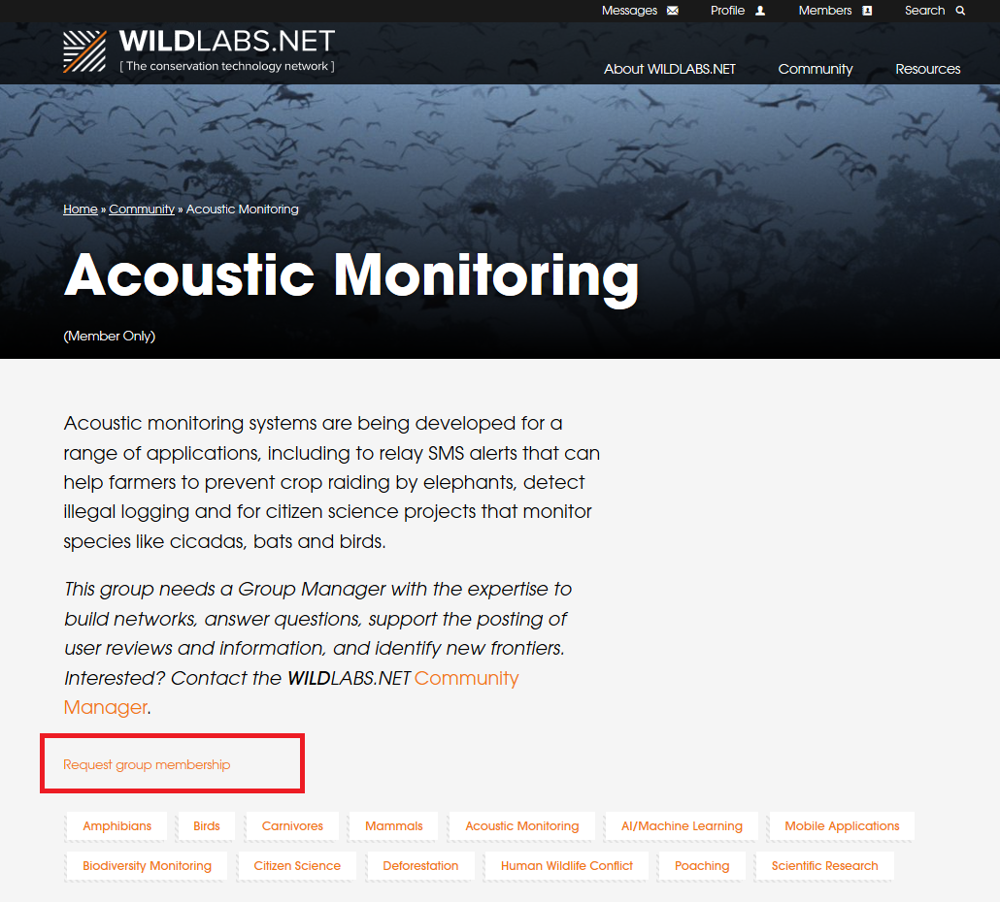 Messages Profile Members Search
WILDLABS.NET
[ The conservation technology network ]
About WILDLABS.NET Community Resources
Home » Community » Acoustic Monitoring
Acoustic Monitoring
(Member Only)
Acoustic monitoring systems are being developed for a
range of applications, including to relay SMS alerts that can
help farmers to prevent crop raiding by elephants, detect
illegal logging and for citizen science projects that monitor
species like cicadas, bats and birds.
This group needs a Group Manager with the expertise to
build networks, answer questions, support the posting of
user reviews and information, and identify new frontiers.
Interested? Contact the WILDLABS.NET Community
Manager.
Request group membership
Amphibians Birds Carnivores Mammals Acoustic Monitoring AI/Machine Learning Mobile Applications
Biodiversity Monitoring Citizen Science Deforestation Human Wildlife Conflict Poaching Scientific Research